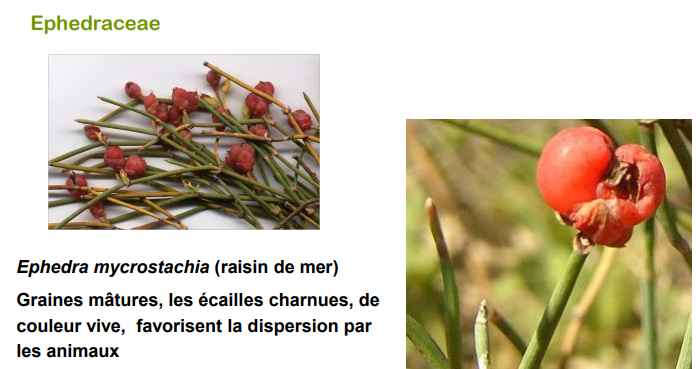 Ephedraceae
Ephedra mycrostachia (raisin de mer)
Graines mâtures, les écailles charnues, de
couleur vive, favorisent la dispersion par
les animaux